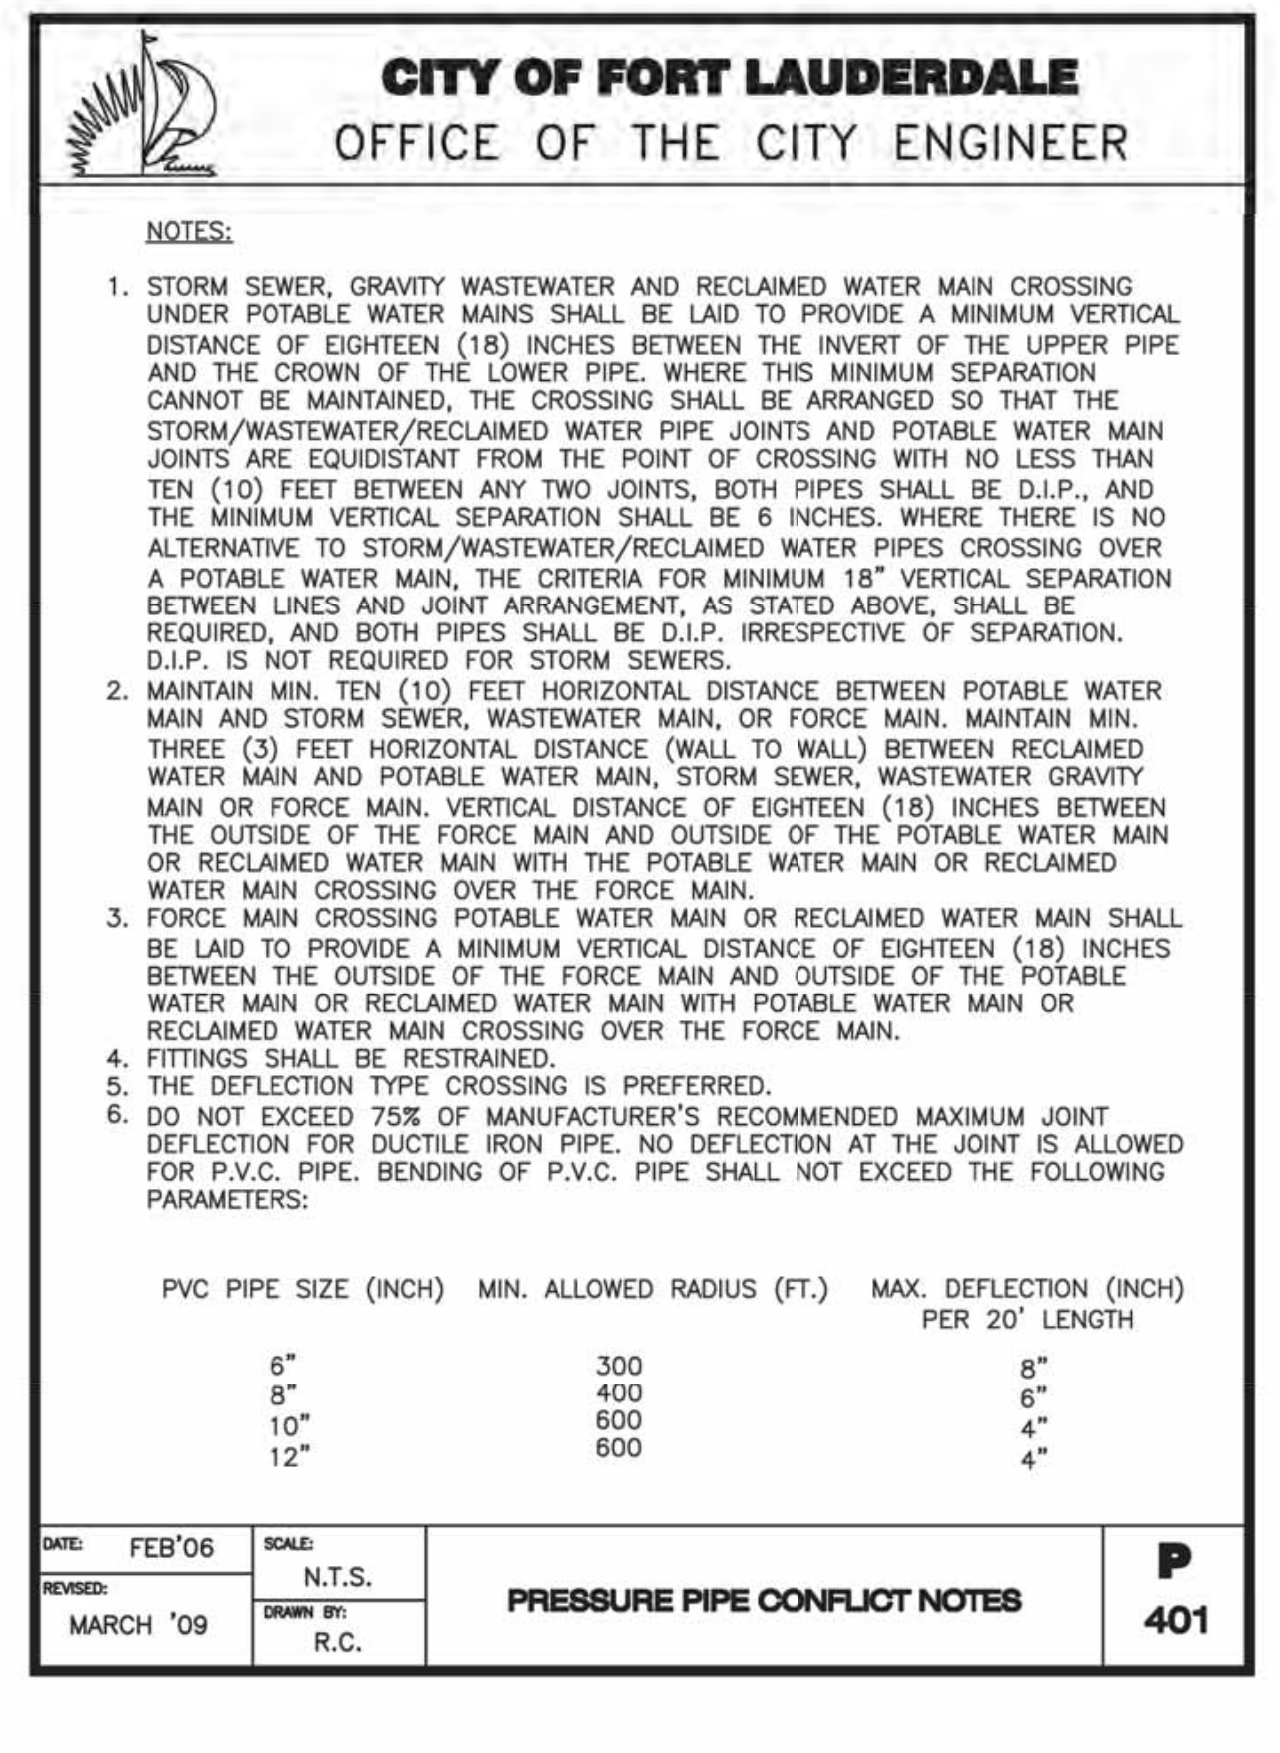 CITY OF FORT LAUDERDALE
OFFICE OF THE CITY ENGINEER
NOTES:
1. STORM SEWER, GRAVITY WASTEWATER AND RECLAIMED WATER MAIN CROSSING
UNDER POTABLE WATER MAINS SHALL BE LAID TO PROVIDE A MINIMUM VERTICAL
DISTANCE OF EIGHTEEN (18) INCHES BETWEEN THE INVERT OF THE UPPER PIPE
AND THE CROWN OF THE LOWER PIPE. WHERE THIS MINIMUM SEPARATION
CANNOT BE MAINTAINED, THE CROSSING SHALL BE ARRANGED SO THAT THE
STORM/WASTEWATER/RECLAIMED WATER PIPE JOINTS AND POTABLE WATER MAIN
JOINTS ARE EQUIDISTANT FROM THE POINT OF CROSSING WITH NO LESS THAN
TEN (10) FEET BETWEEN ANY TWO JOINTS, BOTH PIPES SHALL BE D.I.P., AND
THE MINIMUM VERTICAL SEPARATION SHALL BE 6 INCHES. WHERE THERE IS NO
ALTERNATIVE TO STORM/WASTEWATER/RECLAIMED WATER PIPES CROSSING OVER
A POTABLE WATER MAIN, THE CRITERIA FOR MINIMUM 18" VERTICAL SEPARATION
BETWEEN LINES AND JOINT ARRANGEMENT, AS STATED ABOVE, SHALL BE
REQUIRED, AND BOTH PIPES SHALL BE D.I.P. IRRESPECTIVE OF SEPARATION.
D.I.P. IS NOT REQUIRED FOR STORM SEWERS.
2. MAINTAIN MIN. TEN (10) FEET HORIZONTAL DISTANCE BETWEEN POTABLE WATER
MAIN AND STORM SEWER, WASTEWATER MAIN, OR FORCE MAIN. MAINTAIN MIN.
THREE (3) FEET HORIZONTAL DISTANCE (WALL TO WALL) BETWEEN RECLAIMED
WATER MAIN AND POTABLE WATER MAIN, STORM SEWER, WASTEWATER GRAVITY
MAIN OR FORCE MAIN. VERTICAL DISTANCE OF EIGHTEEN (18) INCHES BETWEEN
THE OUTSIDE OF THE FORCE MAIN AND OUTSIDE OF THE POTABLE WATER MAIN
OR RECLAIMED WATER MAIN WITH THE POTABLE WATER MAIN OR RECLAIMED
WATER MAIN CROSSING OVER THE FORCE MAIN.
3. FORCE MAIN CROSSING POTABLE WATER MAIN OR RECLAIMED WATER MAIN SHALL
BE LAID TO PROVIDE A MINIMUM VERTICAL DISTANCE OF EIGHTEEN (18) INCHES
BETWEEN THE OUTSIDE OF THE FORCE MAIN AND OUTSIDE OF THE POTABLE
WATER MAIN OR RECLAIMED WATER MAIN WITH POTABLE WATER MAIN OR
RECLAIMED WATER MAIN CROSSING OVER THE FORCE MAIN.
4. FITTINGS SHALL BE RESTRAINED.
5. THE DEFLECTION TYPE CROSSING IS PREFERRED.
6. DO NOT EXCEED 75% OF MANUFACTURER'S RECOMMENDED MAXIMUM JOINT
DEFLECTION FOR DUCTILE IRON PIPE. NO DEFLECTION AT THE JOINT IS ALLOWED
FOR P.V.C. PIPE. BENDING OF P.V.C. PIPE SHALL NOT EXCEED THE FOLLOWING
PARAMETERS:
PVC PIPE SIZE (INCH) MIN. ALLOWED RADIUS (FT.) MAX. DEFLECTION (INCH)
PER 20' LENGTH
6" 300 8"
8" 400 6"
10" 600 4"
12" 600 4"
DATE: FEB'06
REVISED:
MARCH '09
SCALE:
N.T.S.
DRAWN BY:
R.C.
PRESSURE PIPE CONFLICT NOTES
P
401